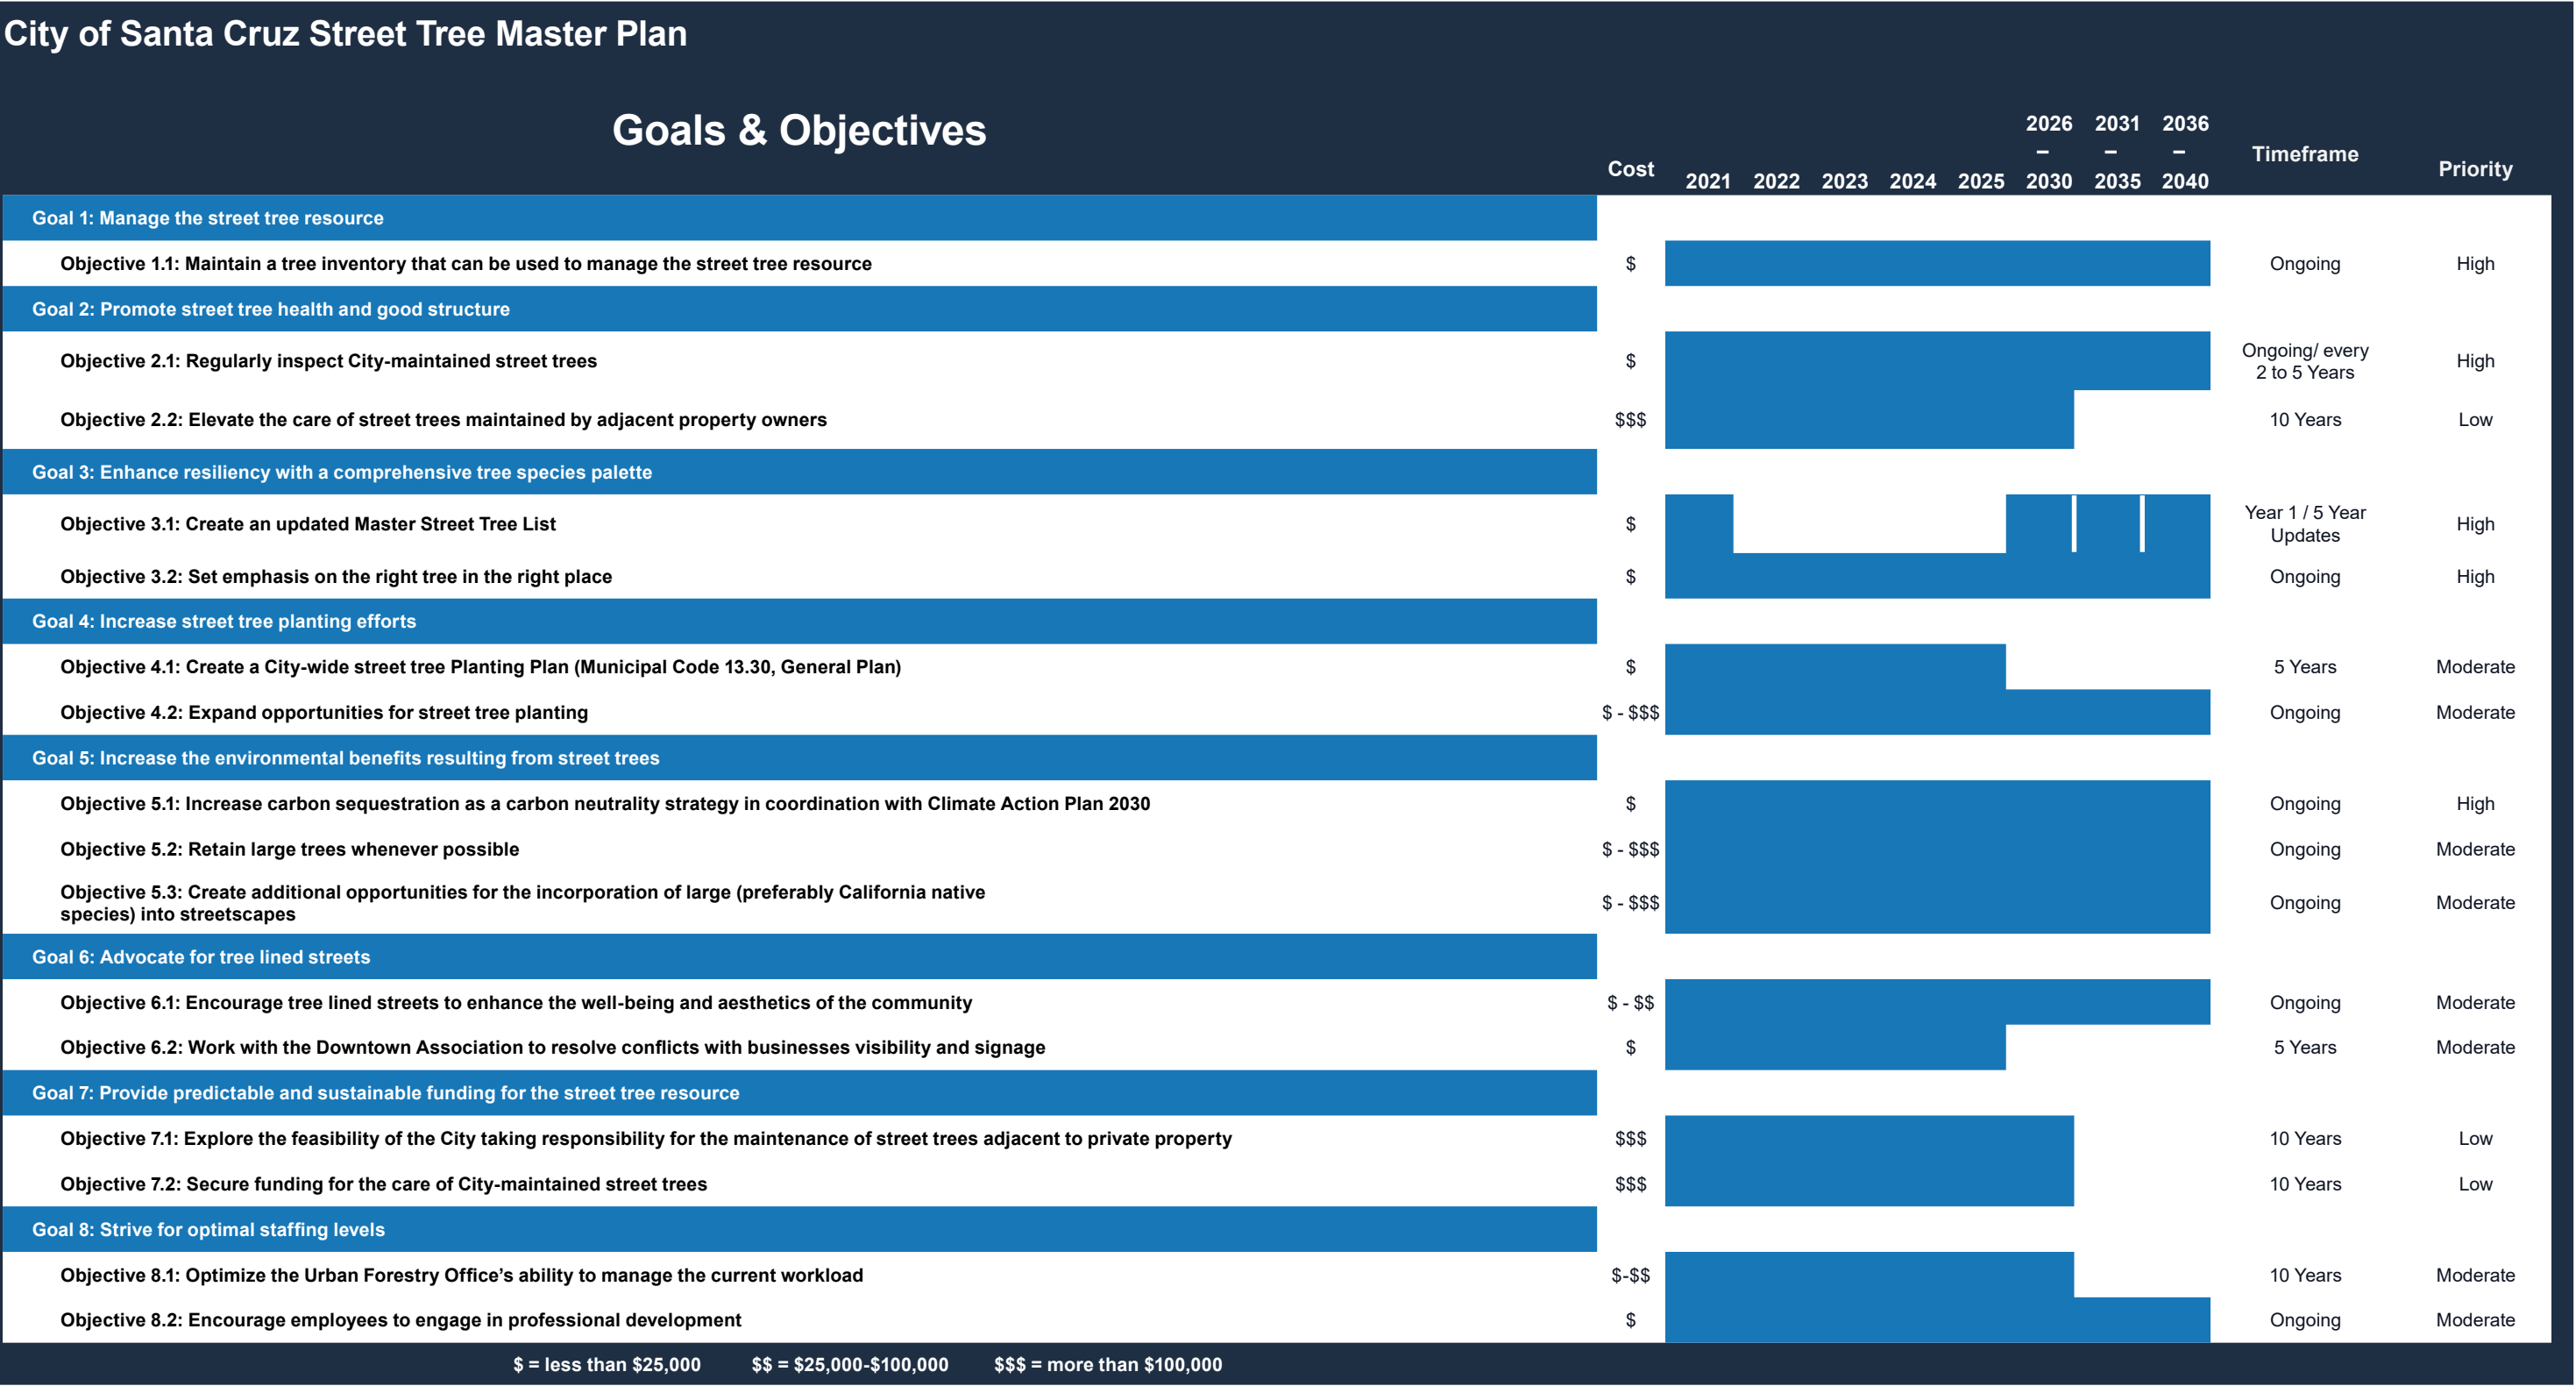 City of Santa Cruz Street Tree Master Plan
Goals & Objectives
Cost
2021 2022 2023 2024 2025 2026 – 2030 2031 – 2035 2036 – 2040
Timeframe
Priority
Goal 1: Manage the street tree resource
Objective 1.1: Maintain a tree inventory that can be used to manage the street tree resource $ Ongoing High
Goal 2: Promote street tree health and good structure
Objective 2.1: Regularly inspect City-maintained street trees $ Ongoing/ every 2 to 5 Years High
Objective 2.2: Elevate the care of street trees maintained by adjacent property owners $$$ 10 Years Low
Goal 3: Enhance resiliency with a comprehensive tree species palette
Objective 3.1: Create an updated Master Street Tree List $ Year 1 / 5 Year Updates High
Objective 3.2: Set emphasis on the right tree in the right place $ Ongoing High
Goal 4: Increase street tree planting efforts
Objective 4.1: Create a City-wide street tree Planting Plan (Municipal Code 13.30, General Plan) $ 5 Years Moderate
Objective 4.2: Expand opportunities for street tree planting $ - $$$ Ongoing Moderate
Goal 5: Increase the environmental benefits resulting from street trees
Objective 5.1: Increase carbon sequestration as a carbon neutrality strategy in coordination with Climate Action Plan 2030 $ Ongoing High
Objective 5.2: Retain large trees whenever possible $ - $$$ Ongoing Moderate
Objective 5.3: Create additional opportunities for the incorporation of large (preferably California native
species) into streetscapes $ - $$$ Ongoing Moderate
Goal 6: Advocate for tree lined streets
Objective 6.1: Encourage tree lined streets to enhance the well-being and aesthetics of the community $ - $$ Ongoing Moderate
Objective 6.2: Work with the Downtown Association to resolve conflicts with businesses visibility and signage $ 5 Years Moderate
Goal 7: Provide predictable and sustainable funding for the street tree resource
Objective 7.1: Explore the feasibility of the City taking responsibility for the maintenance of street trees adjacent to private property $$$ 10 Years Low
Objective 7.2: Secure funding for the care of City-maintained street trees $$$ 10 Years Low
Goal 8: Strive for optimal staffing levels
Objective 8.1: Optimize the Urban Forestry Office’s ability to manage the current workload $-$$ 10 Years Moderate
Objective 8.2: Encourage employees to engage in professional development $ Ongoing Moderate
$ = less than $25,000 $$ = $25,000-$100,000 $$$ = more than $100,000